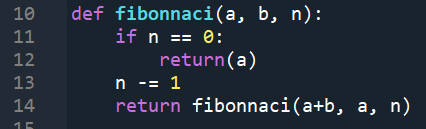 10 def fibonnaci(a, b, n):
11     if n == 0:
12         return(a)
13     n -= 1
14     return fibonnaci(a+b, a, n)
15